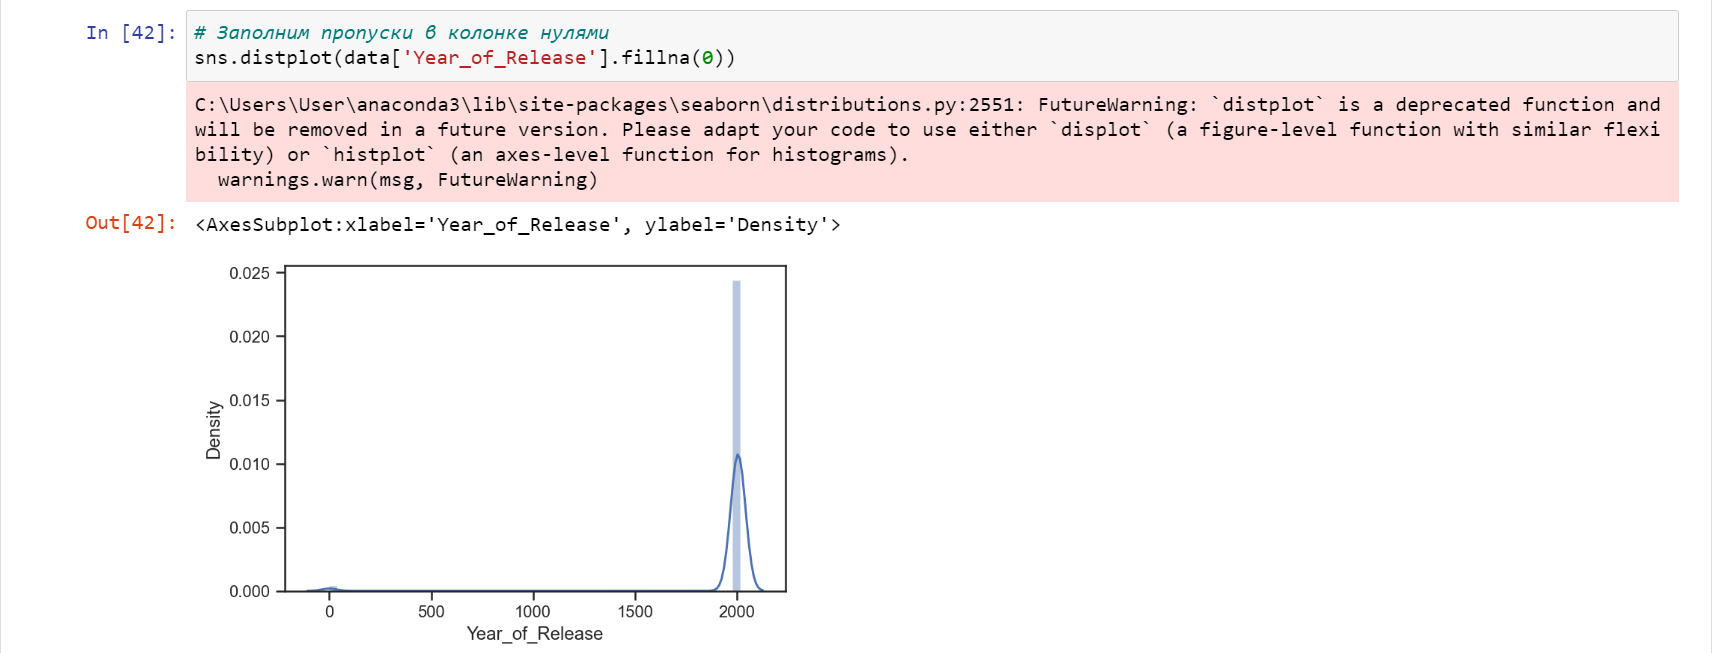 In [42]:
# Заполним пропуски в колонке нулями
sns.distplot(data['Year_of_Release'].fillna(0))
C:\Users\User\anaconda3\lib\site-packages\seaborn\distributions.py:2551: FutureWarning: `distplot` is a deprecated function and
will be removed in a future version. Please adapt your code to use either `displot` (a figure-level function with similar flexi
bility) or `histplot` (an axes-level function for histograms).
warnings.warn(msg, FutureWarning)
Out[42]:
<AxesSubplot:xlabel='Year_of_Release', ylabel='Density'>
0.025
0.020
0.015
0.010
0.005
0.000
Density
0 500 1000 1500 2000
Year_of_Release